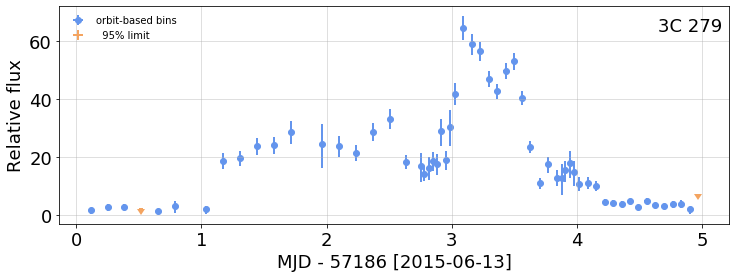 orbit-based bins
95% limit
3C 279
Relative flux
60
40
20
0
0 1 2 3 4 5
MJD - 57186 [2015-06-13]